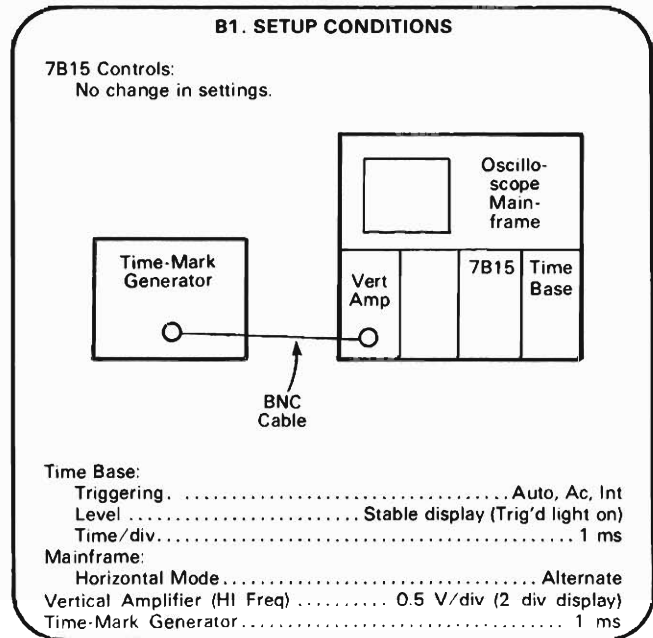 B1. SETUP CONDITIONS
7B15 Controls:
No change in settings.
Oscillo-
scope
Main-
frame
Time-Mark
Generator
Vert
Amp
7B15
Time
Base
BNC
Cable
Time Base:
Triggering. ....................................Auto, Ac, Int
Level .........................Stable display (Trig'd light on)
Time/div............................................. 1 ms
Mainframe:
Horizontal Mode................................... Alternate
Vertical Amplifier (HI Freq) .......... 0.5 V/div (2 div display)
Time-Mark Generator..................................... 1 ms